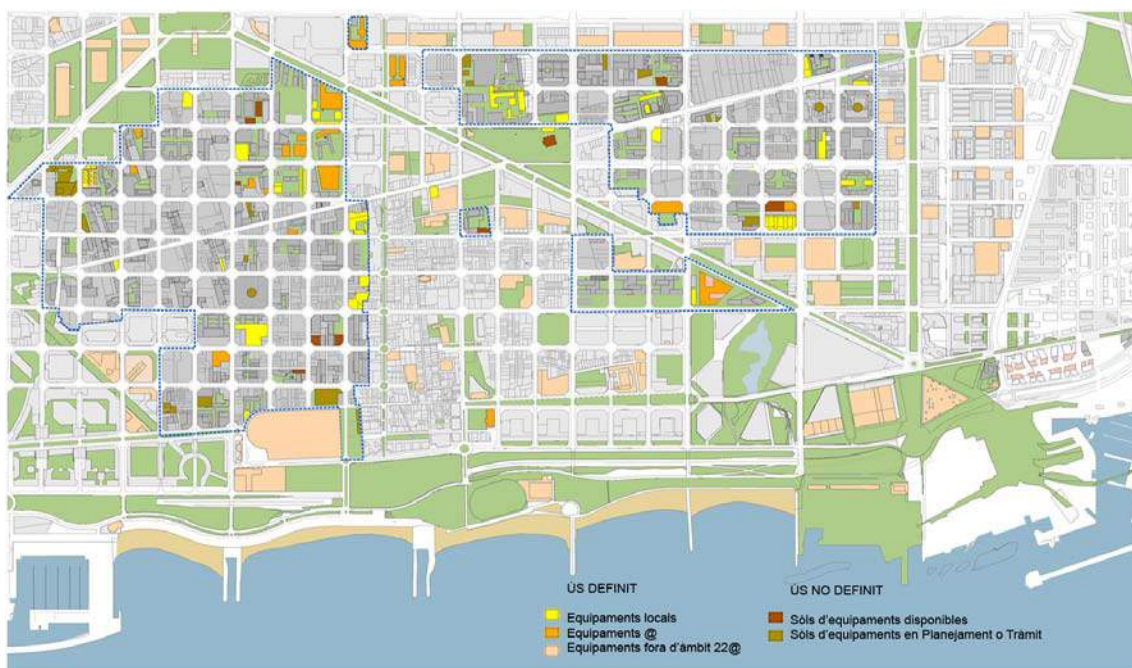 ÚS DEFINIT
Equipaments locals
Equipaments @
Equipaments fora d'àmbit 22@
ÚS NO DEFINIT
Sòls d'equipaments disponibles
Sòls d'equipaments en Planejament o Tràmit